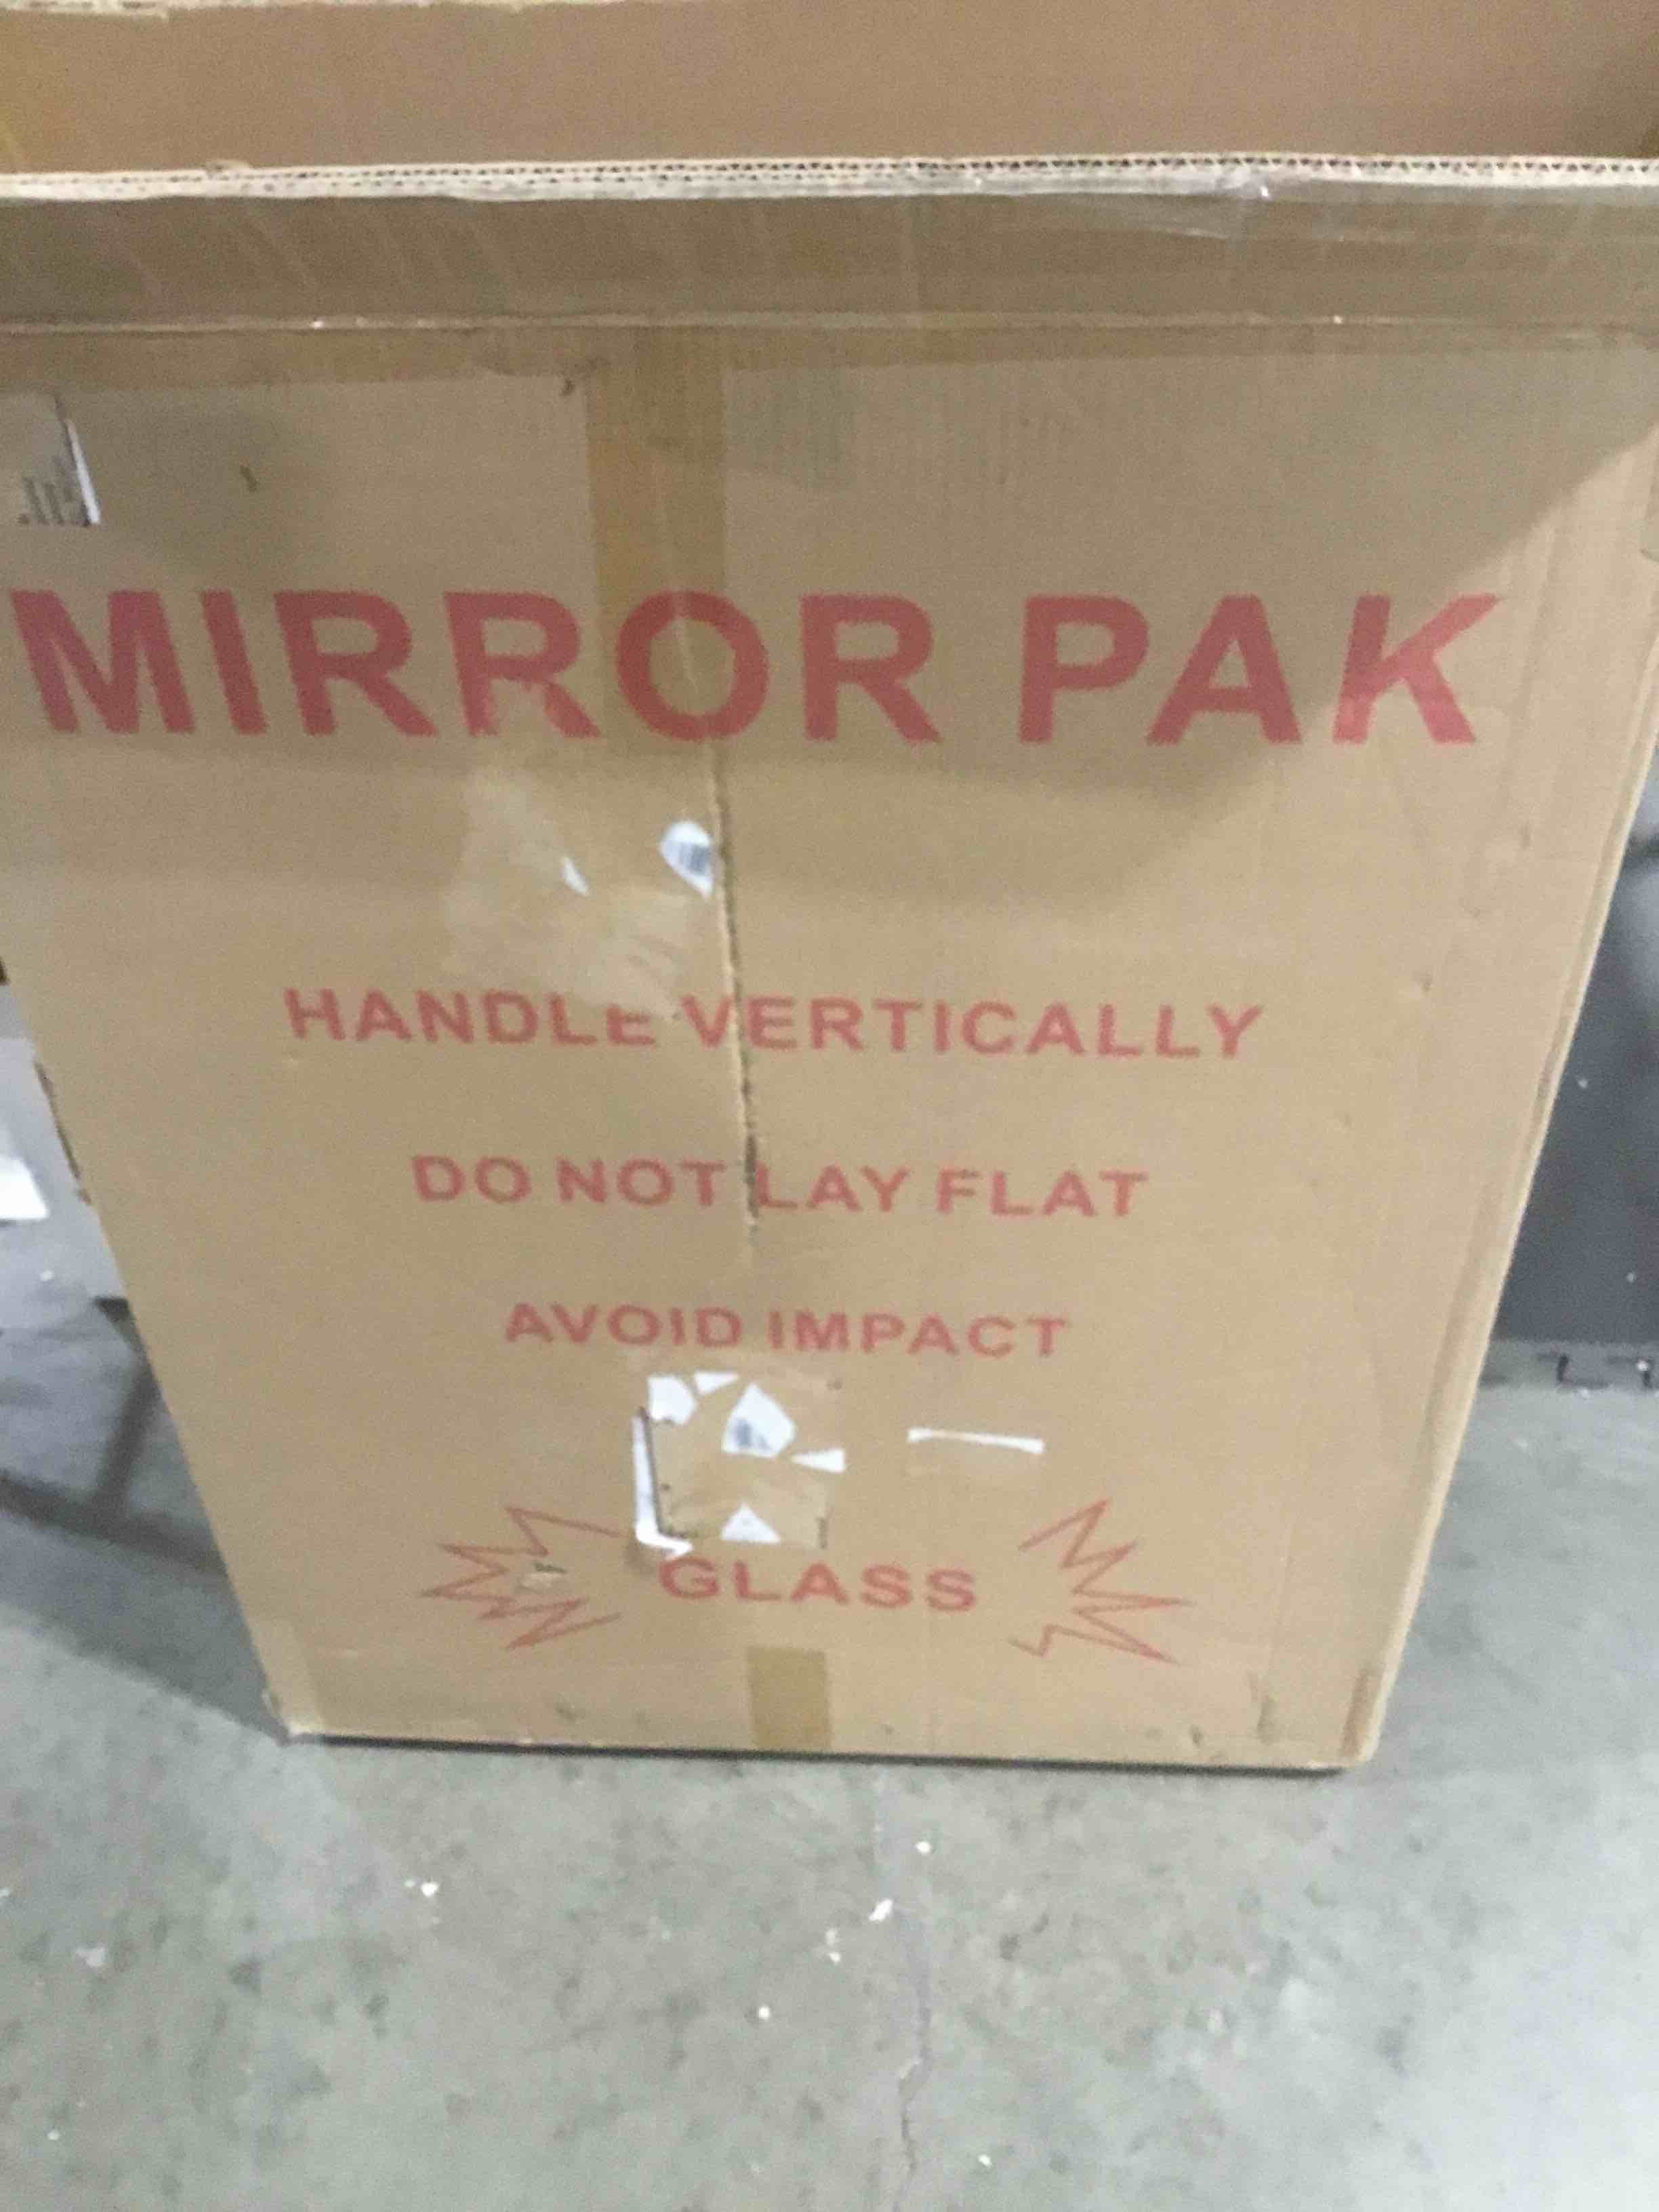 MIRROR PAK
HANDLE VERTICALLY
DO NOT LAY FLAT
AVOID IMPACT
GLASS